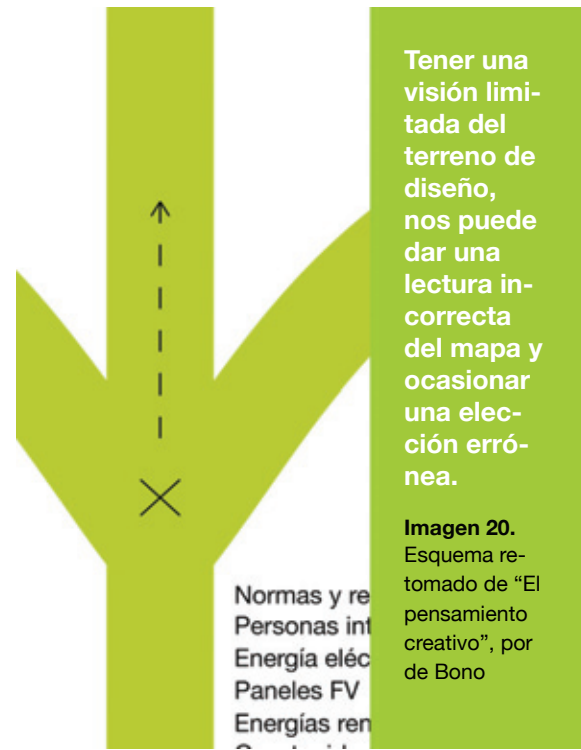 Tener una
visión limi-
tada del
terreno de
diseño,
nos puede
dar una
lectura in-
correcta
del mapa y
ocasionar
una elec-
ción erró-
nea.
Imagen 20.
Esquema re-
tomado de “El
pensamiento
creativo”, por
de Bono
Normas y re
Personas int
Energía eléc
Paneles FV
Energías ren